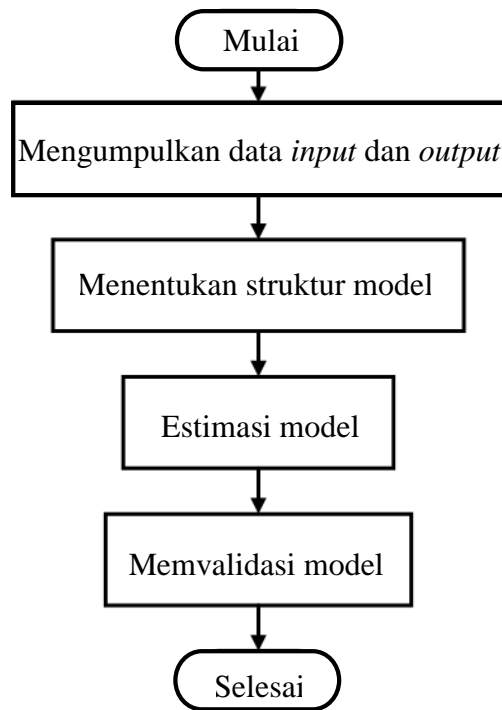 Mulai
Mengumpulkan data input dan output
Menentukan struktur model
Estimasi model
Memvalidasi model
Selesai